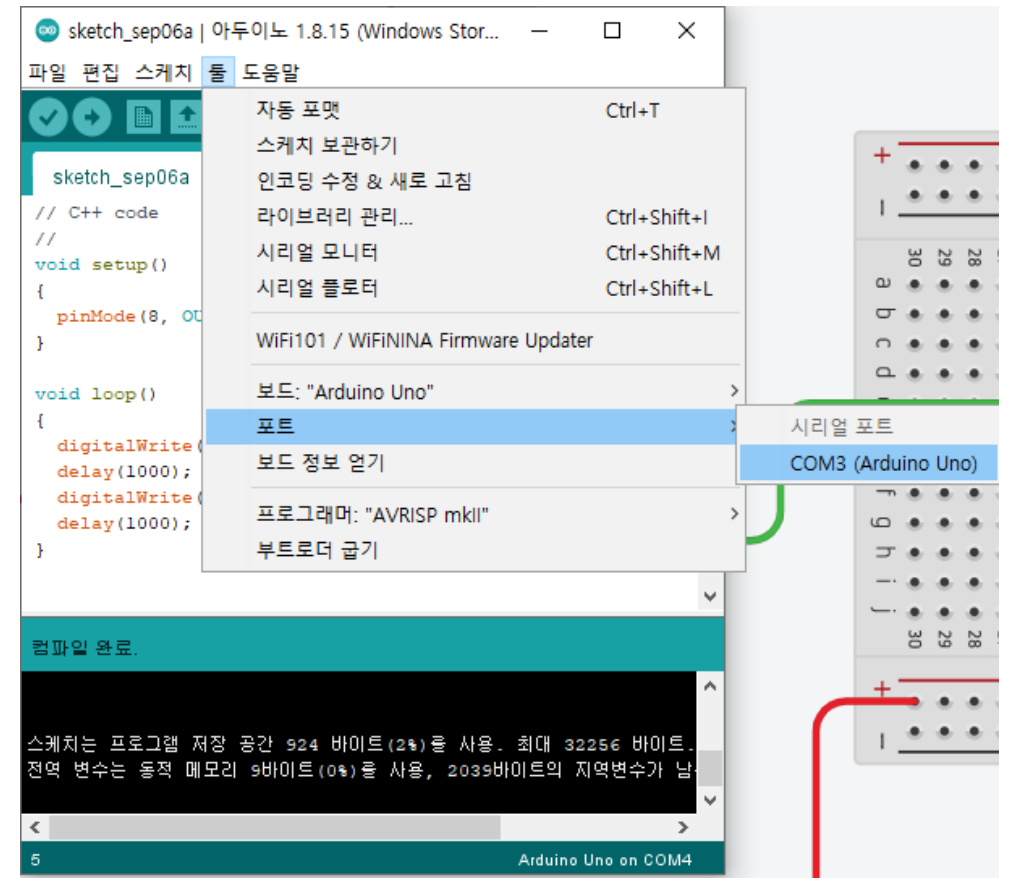 sketch_sep06a | 아두이노 1.8.15 (Windows Stor...
파일 편집 스케치 툴 도움말
sketch_sep06a
// C++ code
//
void setup()
{
pinMode(8, OU
}
void loop()
{
digitalWrite(
delay(1000);
digitalWrite(
delay(1000);
}
자동 포맷 Ctrl+T
스케치 보관하기
인코딩 수정 & 새로 고침
라이브러리 관리... Ctrl+Shift+I
시리얼 모니터 Ctrl+Shift+M
시리얼 플로터 Ctrl+Shift+L
WiFi101 / WiFiNINA Firmware Updater
보드: "Arduino Uno"
포트
보드 정보 얻기
프로그래머: "AVRISP mkII"
부트로더 굽기
시리얼 포트
COM3 (Arduino Uno)
컴파일 완료.
스케치는 프로그램 저장 공간 924 바이트(2%)를 사용. 최대 32256 바이트.
전역 변수는 동적 메모리 9바이트(0%)를 사용, 2039바이트의 지역변수가 남
5 Arduino Uno on COM4
+
30 29 28
a
b
c
d
f
g
h
i
j
30 29 28
+